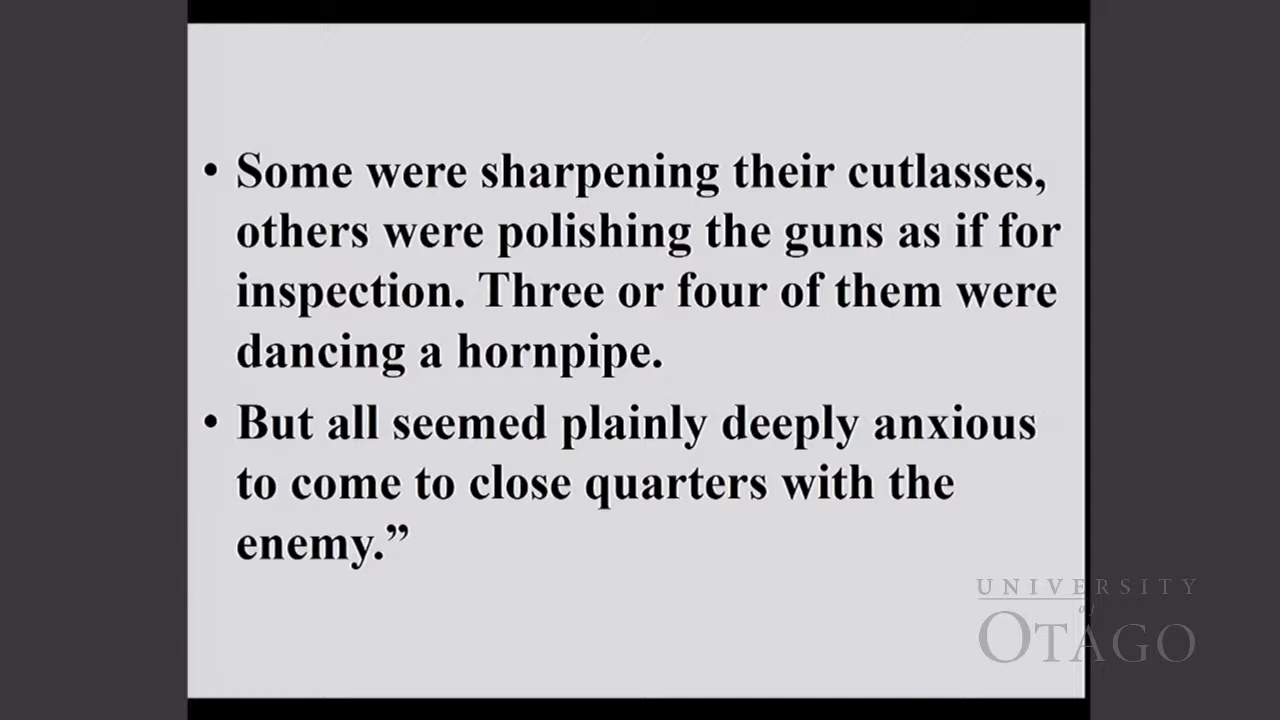 • Some were sharpening their cutlasses,
others were polishing the guns as if for
inspection. Three or four of them were
dancing a hornpipe.
• But all seemed plainly deeply anxious
to come to close quarters with the
enemy.”
UNIVERSITY
of
OTAGO